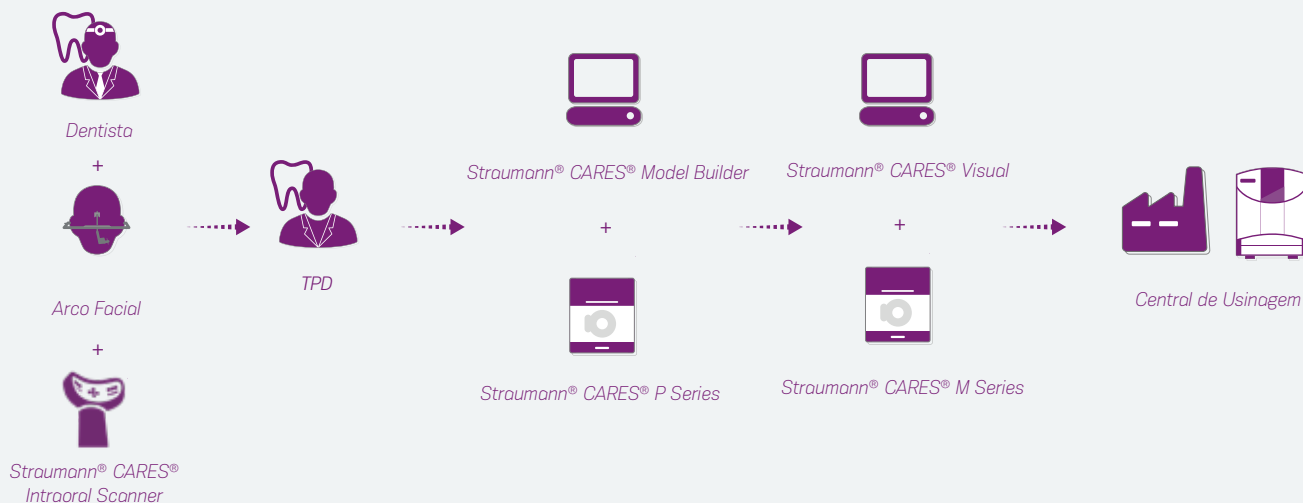 Dentista
+
Arco Facial
+
Straumann® CARES®
Intraoral Scanner
TPD
Straumann® CARES® Model Builder
+
Straumann® CARES® P Series
Straumann® CARES® Visual
+
Straumann® CARES® M Series
Central de Usinagem